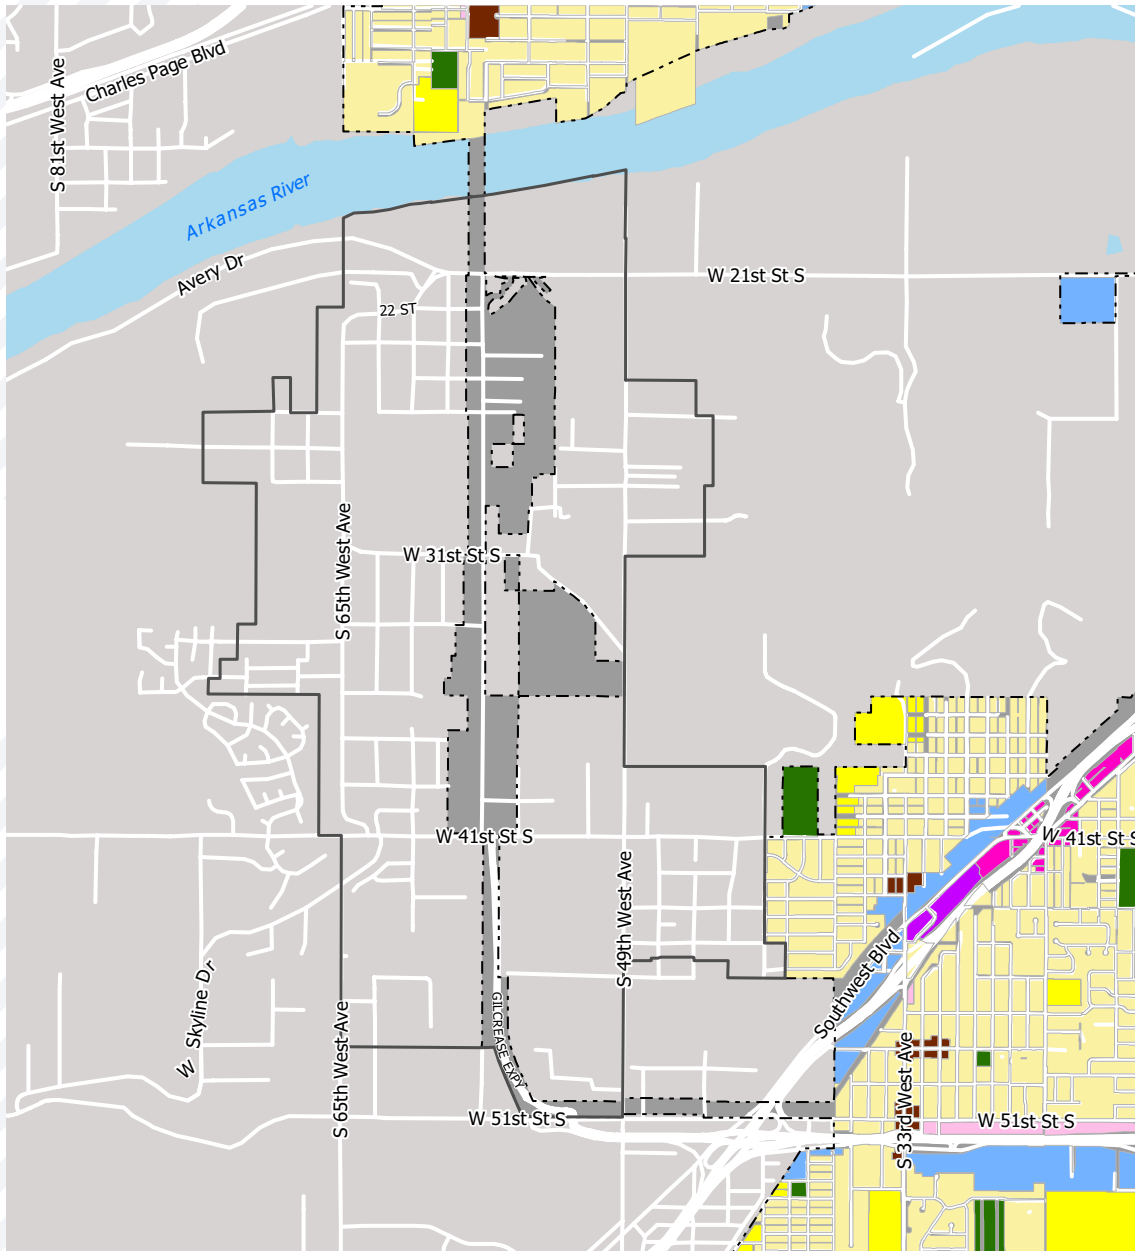 Charles Page Blvd
S 81st West Ave
Arkansas River
Avery Dr
W 21st St S
22 ST
W 31st St S
S 65th West Ave
W 41st St S
W 41st St S
S 49th West Ave
Southwest Blvd
W Skyline Dr
GILCREASE EXPY
S 65th West Ave
S 33rd West Ave
W 51st St S
W 51st St S